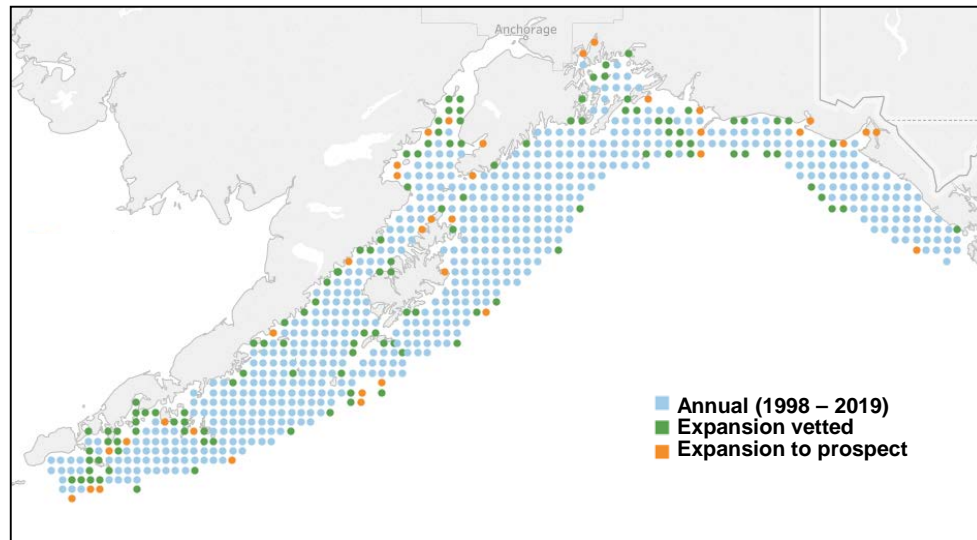 Anchorage
Annual (1998 – 2019)
Expansion vetted
Expansion to prospect